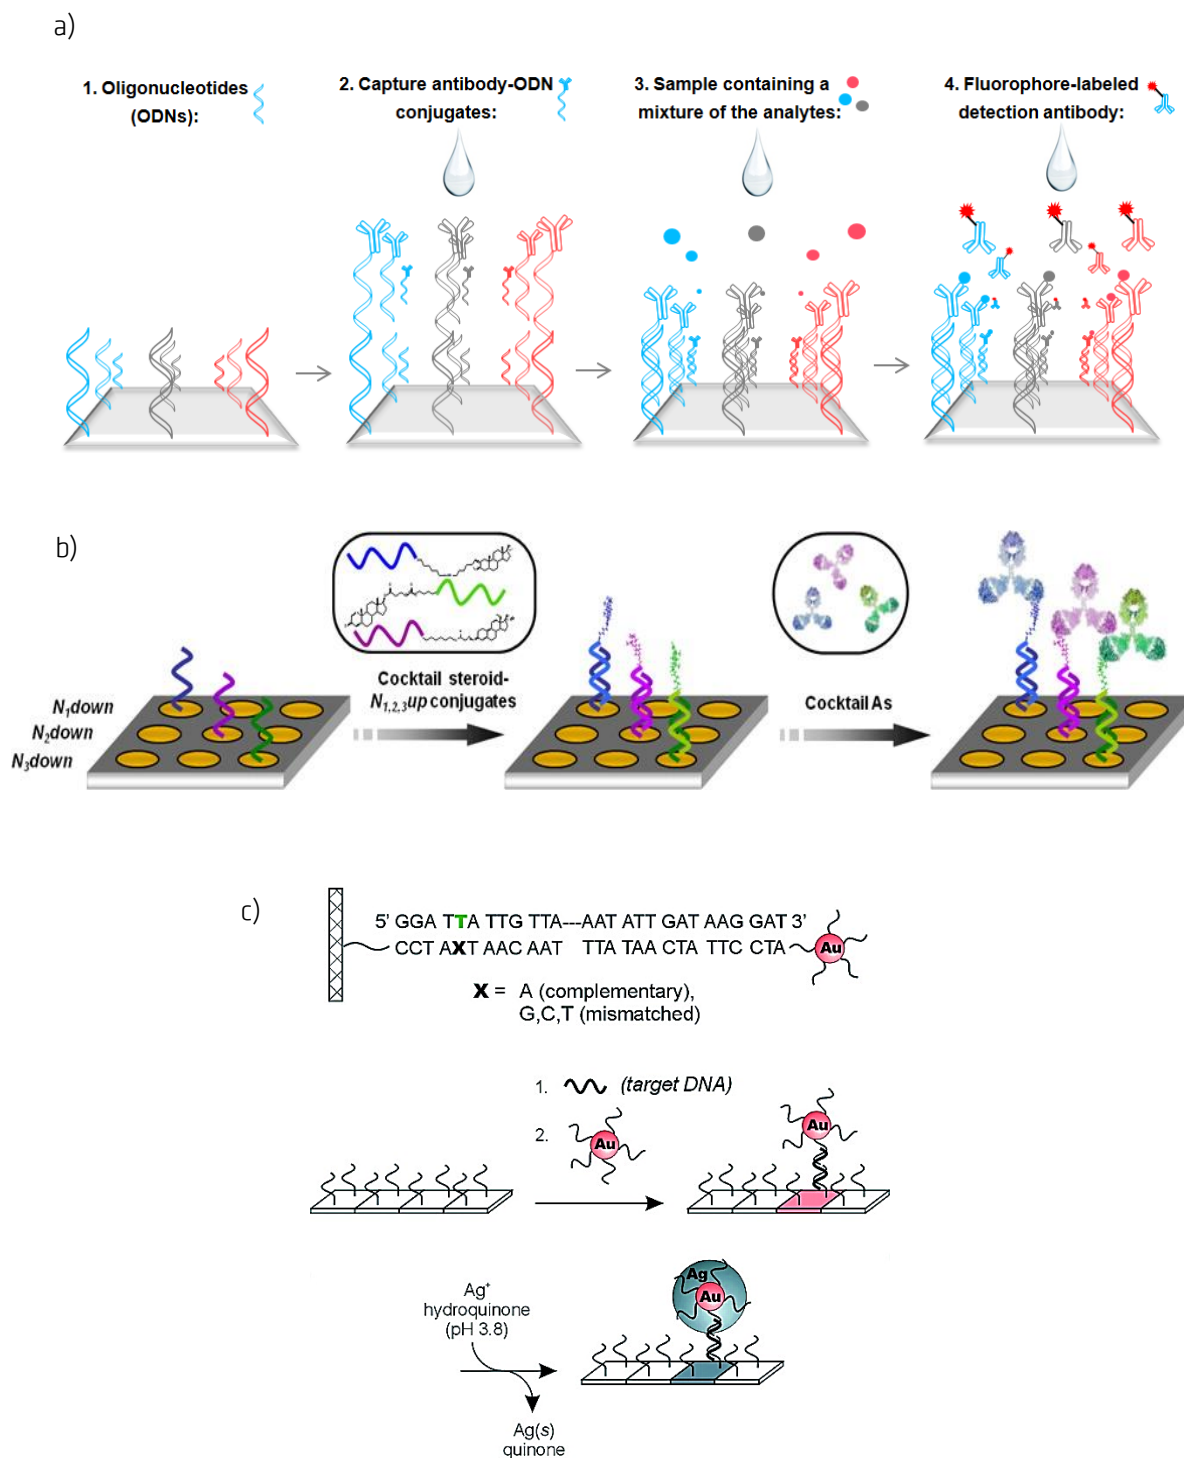 a)
1. Oligonucleotides
(ODNs):
2. Capture antibody-ODN
conjugates:
3. Sample containing a
mixture of the analytes:
4. Fluorophore-labeled
detection antibody:
b)
N1down
N2down
N3down
Cocktail steroid-
N1,2,3up conjugates
Cocktail As
c)
5' GGA TTA TTG TTA---AAT ATT GAT AAG GAT 3'
CCT AXT AAC AAT TTA TAA CTA TTC CTA
Au
X = A (complementary),
G,C,T (mismatched)
1. (target DNA)
2. Au
Au
Ag+
hydroquinone
(pH 3.8)
Ag
Au
Ag(s)
quinone